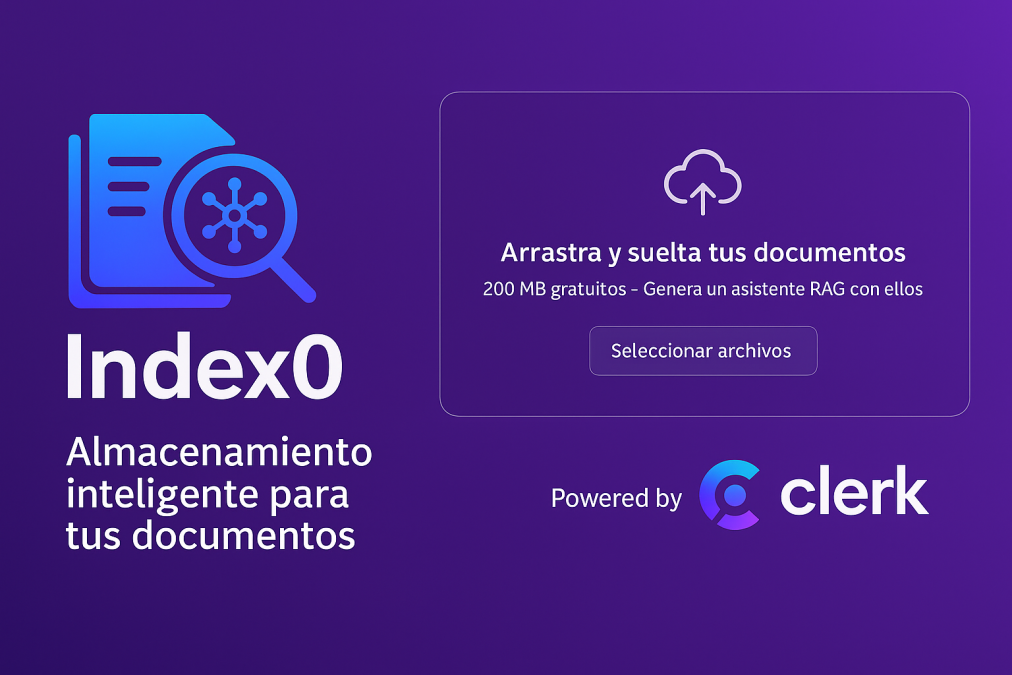 Index0
Almacenamiento
inteligente para
tus documentos
Arrastra y suelta tus documentos
200 MB gratuitos - Genera un asistente RAG con ellos
Seleccionar archivos
Powered by clerk